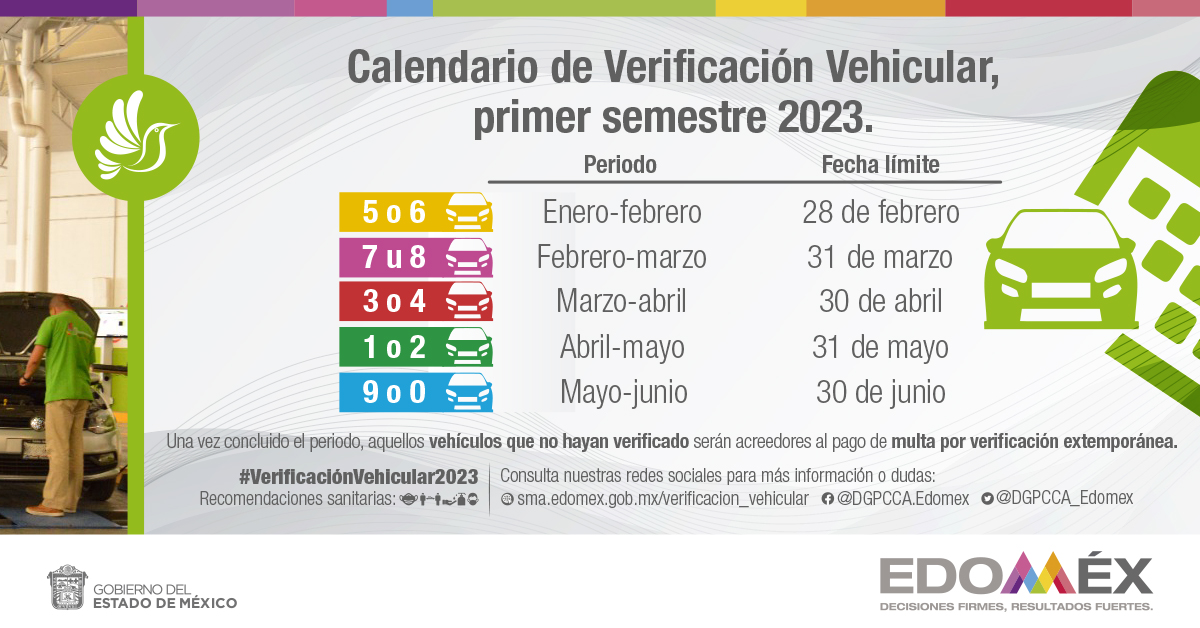 Calendario de Verificación Vehicular,
primer semestre 2023.
Periodo Fecha límite
5 o 6 Enero-febrero 28 de febrero
7 u 8 Febrero-marzo 31 de marzo
3 o 4 Marzo-abril 30 de abril
1 o 2 Abril-mayo 31 de mayo
9 o 0 Mayo-junio 30 de junio
Una vez concluido el periodo, aquellos vehículos que no hayan verificado serán acreedores al pago de multa por verificación extemporánea.
#VerificaciónVehicular2023
Recomendaciones sanitarias:
Consulta nuestras redes sociales para más información o dudas:
sma.edomex.gob.mx/verificacion_vehicular @DGPCCA.Edomex @DGPCCA_Edomex
GOBIERNO DEL
ESTADO DE MÉXICO
EDOMÉX
DECISIONES FIRMES, RESULTADOS FUERTES.